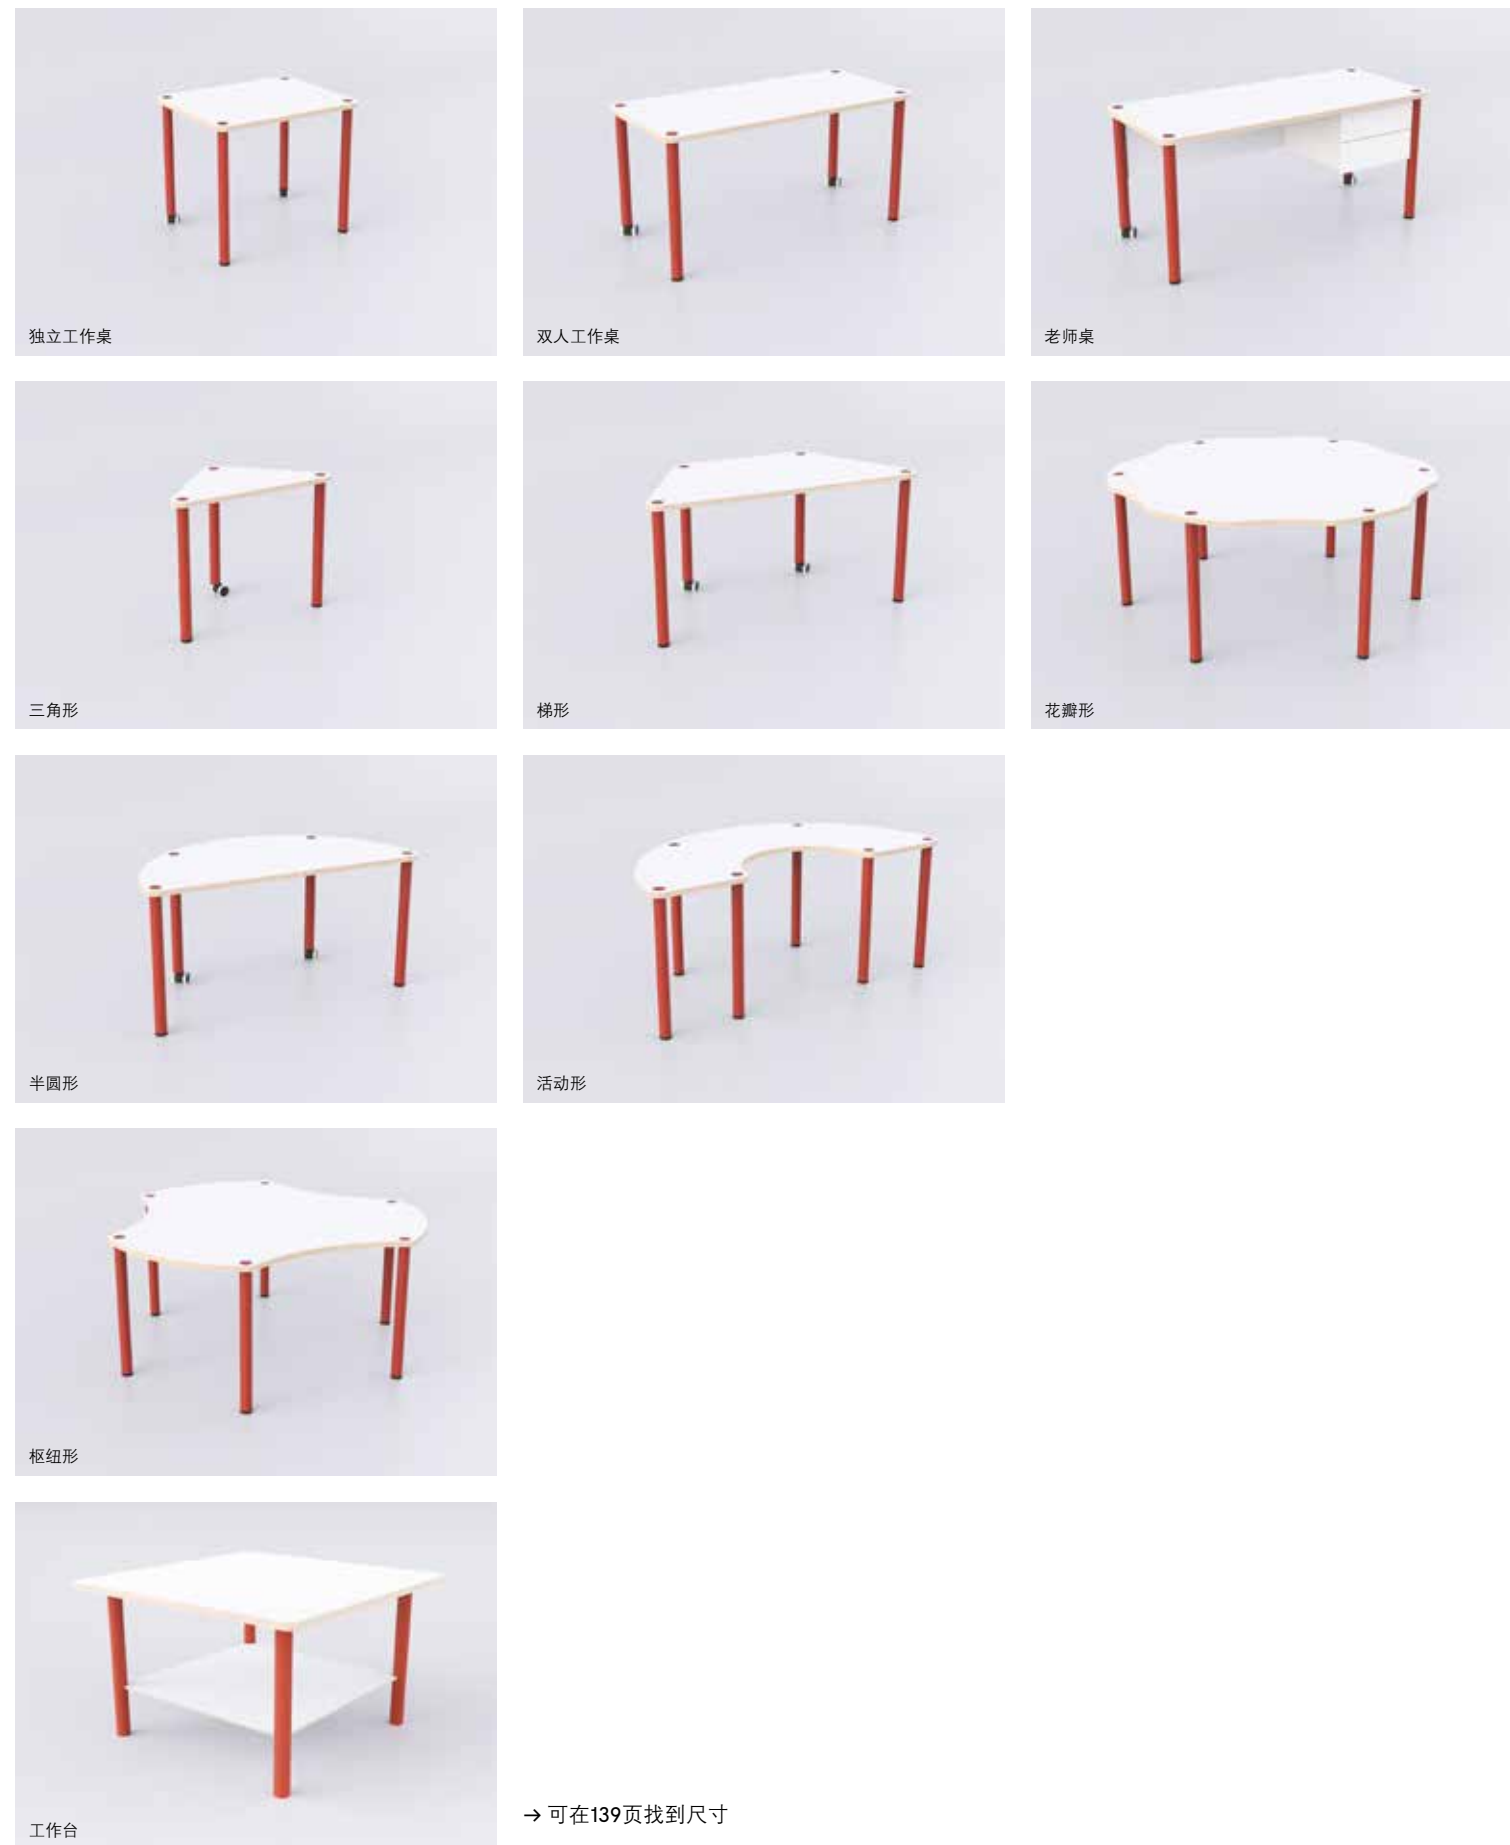 独立工作桌
双人工作桌
老师桌
三角形
梯形
花瓣形
半圆形
活动形
枢纽形
工作台
→ 可在139页找到尺寸